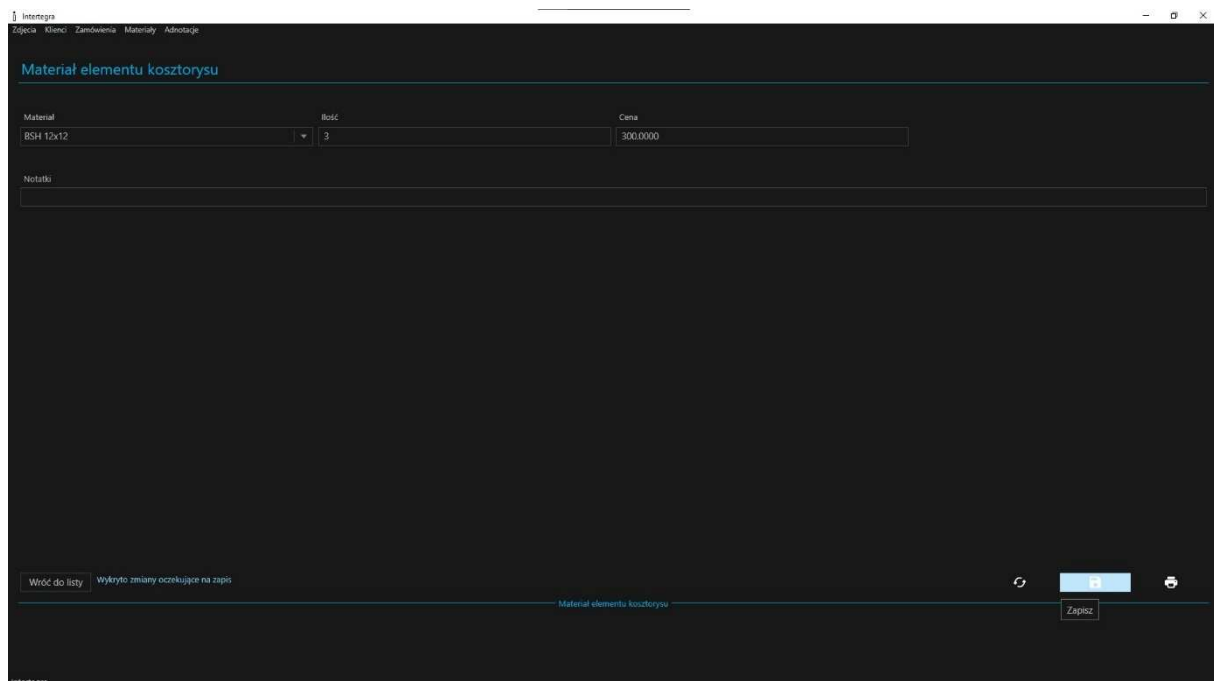 Intertegra
Zdjecia Klienci Zamówienia Materiały Adnotacje
Materiał elementu kosztorysu
Materiał Ilość Cena
BSH 12x12 3 300.0000
Notatki
Wróć do listy Wykryto zmiany oczekujące na zapis
Materiał elementu kosztorysu
Zapisz